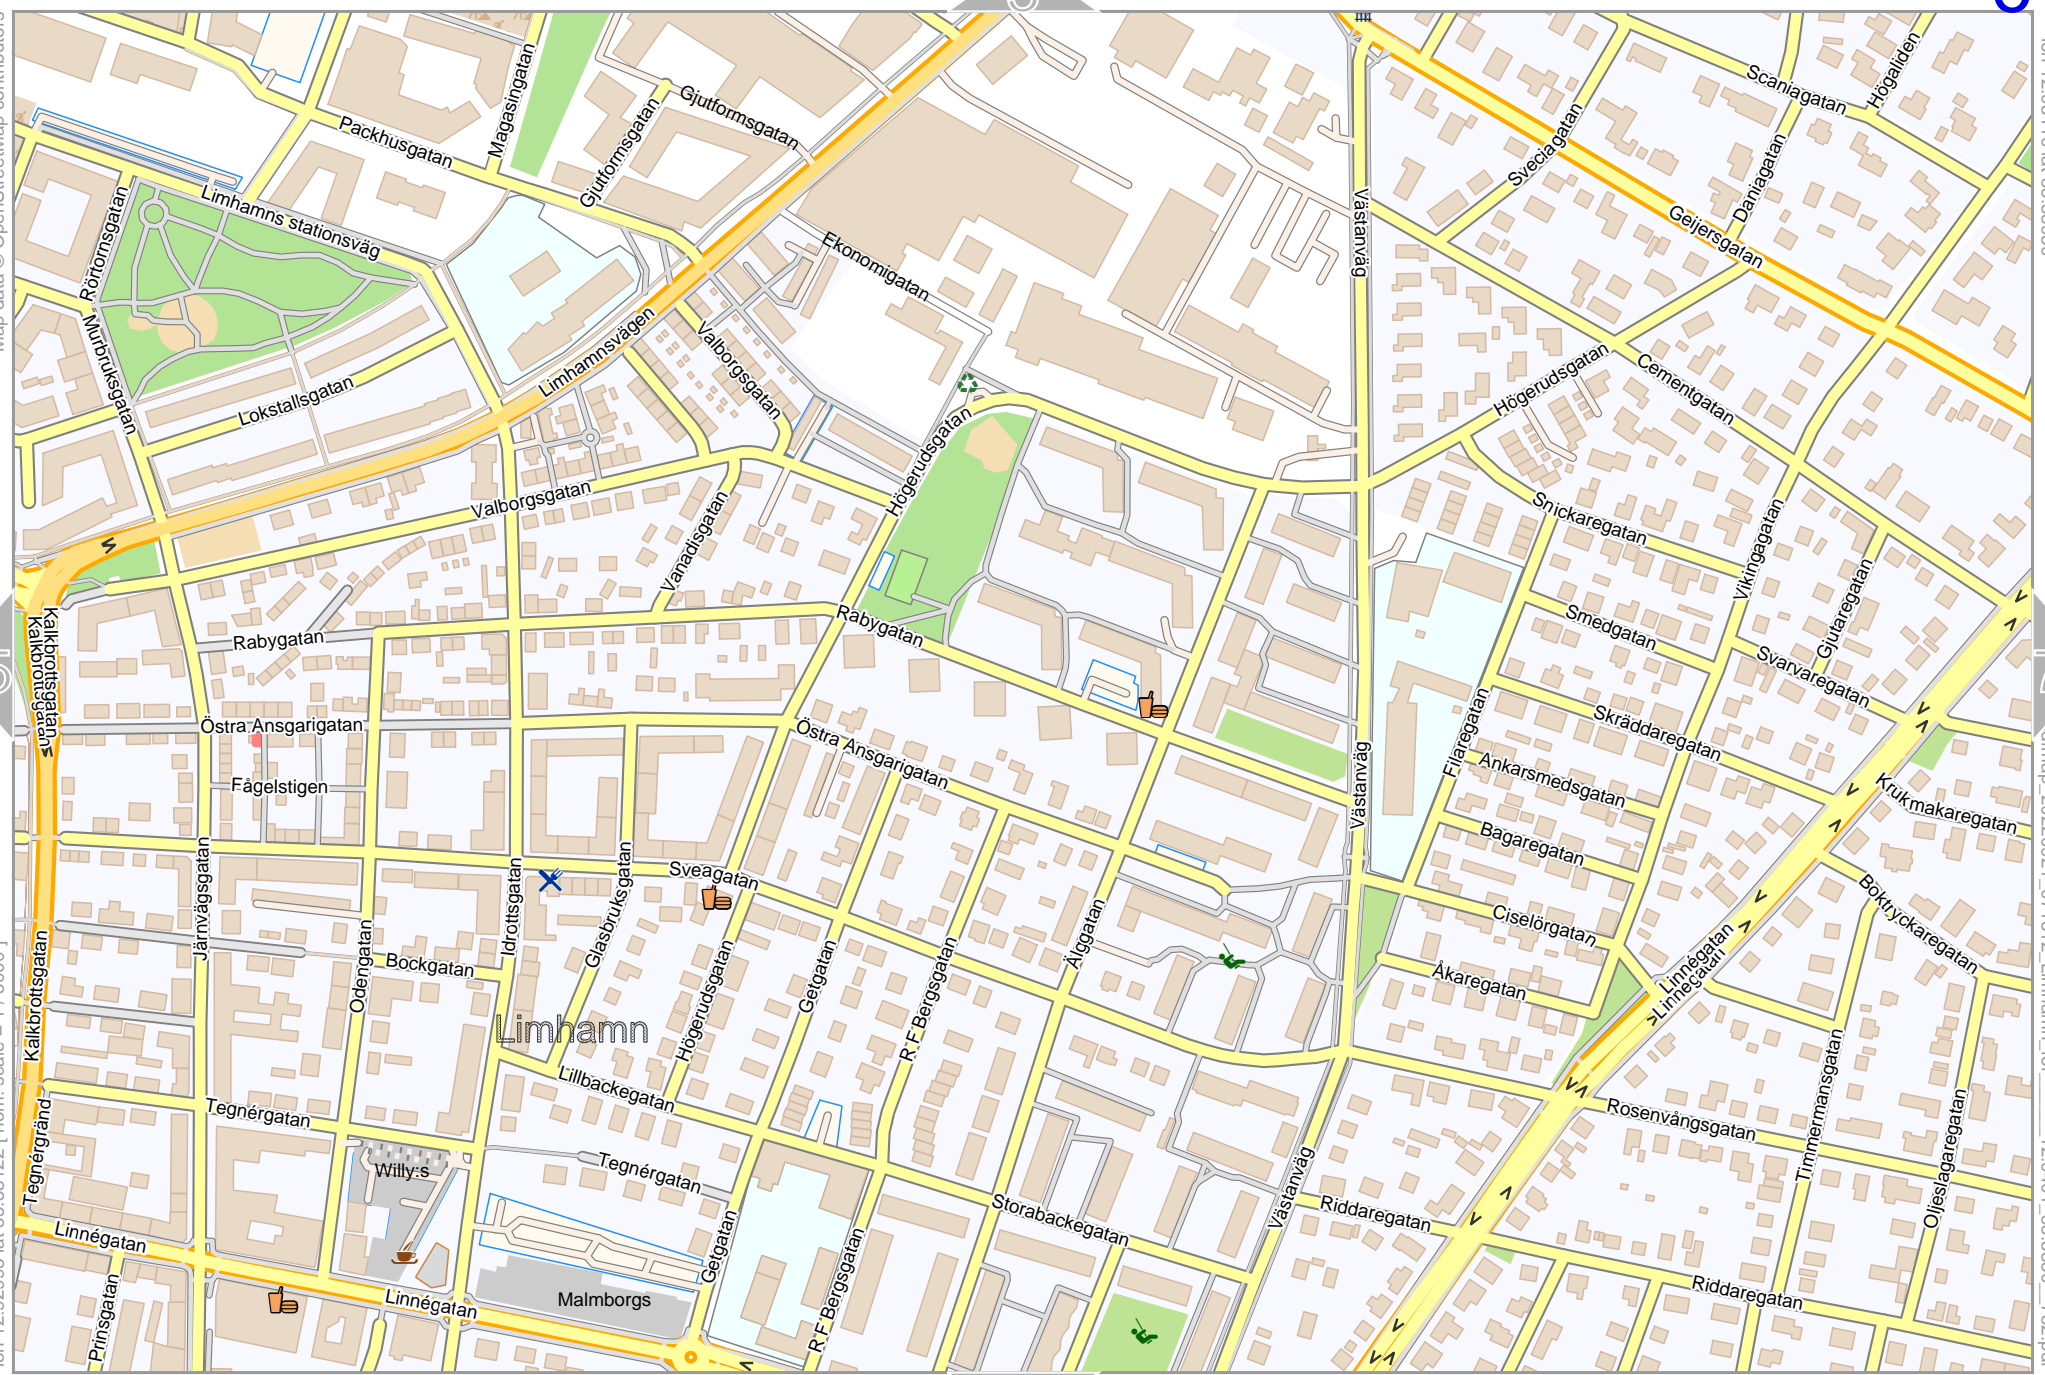 Högaliden
Scaniagatan
Magasingatan
Gjutformsgatan
Packhusgatan
Gjutformsgatan
Sveciagatan
Daniagatan
Limhamns stationsväg
Rörtornsgatan
Västanväg
Geijersgatan
Ekonomigatan
Murbruksgatan
Limhamnsvägen
Valborgsgatan
Högerudsgatan
Cementgatan
Lokstallsgatan
Högerudsgatan
Valborgsgatan
Snickaregatan
Vanadisgatan
Vikingagatan
Kalkbrottsgatan
Kalkbrottsgatan
Rabygatan
Rabygatan
Smedgatan
Gjutaregatan
Svarvaregatan
Östra Ansgarigatan
Östra Ansgarigatan
Skräddaregatan
Filaregatan
Fågelstigen
Västanväg
Ankarsmedsgatan
Krukmakaregatan
Bagaregatan
Järnvägsgatan
Sveagatan
Idrottsgatan
Glasbruksgatan
Boktryckaregatan
Ciselörgatan
Älggatan
Linnégatan
Linnégatan
Kalkbrottsgatan
Odengatan
Bockgatan
Högerudsgatan
Getgatan
R F Bergsgatan
Åkaregatan
Limhamn
Lillbackegatan
Tegnérgatan
Rosenvångsgatan
Timmermansgatan
Oljeslagaregatan
Tegnérgränd
Willy:s
Tegnérgatan
Storabackegatan
Västanväg
Riddaregatan
Linnégatan
Getgatan
R F Bergsgatan
Riddaregatan
Prinsgatan
Linnégatan
Malmborgs